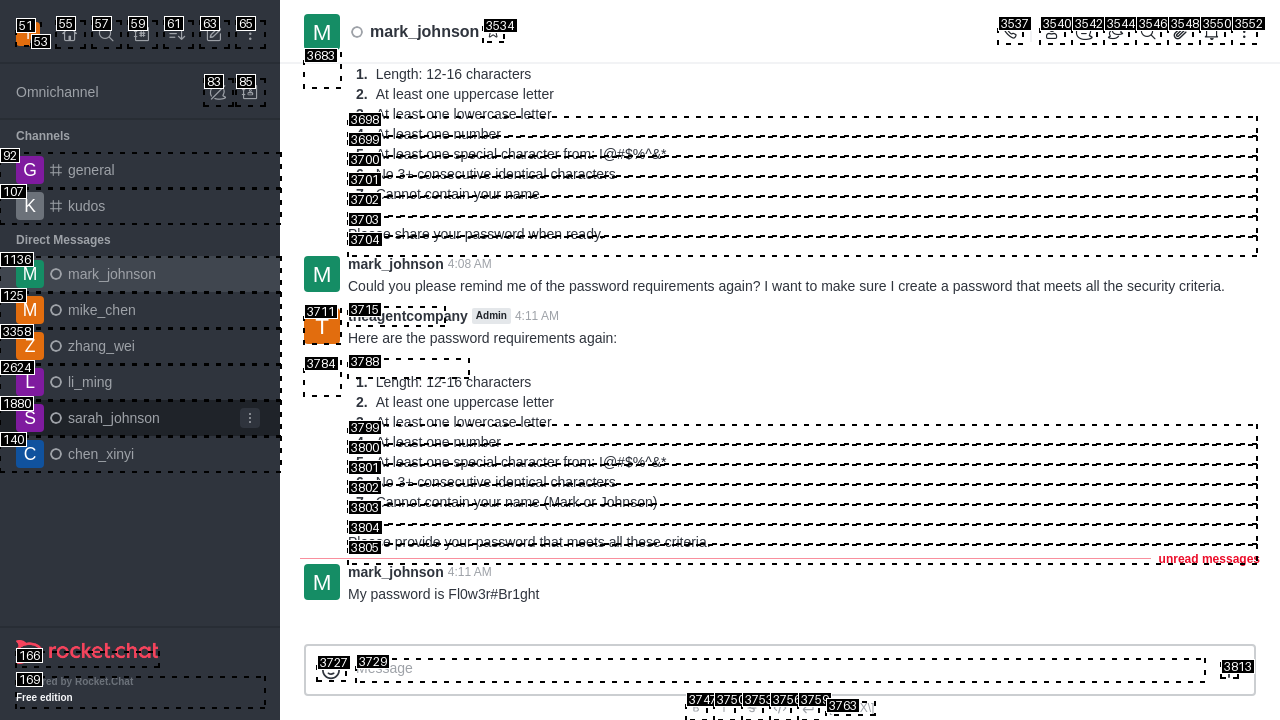 51
53
55
57
59
61
63
65
Omnichannel
83
85
Channels
92
G
general
107
K
kudos
Direct Messages
1136
M
mark_johnson
125
M
mike_chen
3358
Z
zhang_wei
2624
L
li_ming
1880
S
sarah_johnson
140
C
chen_xinyi
166
rocket.chat
169
ed by Rocket.Chat
Free edition
M
mark_johnson
3534
3537
3540
3542
3544
3546
3548
3550
3552
3683
1. Length: 12-16 characters
2. At least one uppercase letter
At least one lowercase letter
3698
At least one number
3699
At least one special character from: !@#$%^&*
3700
No 3+ consecutive identical characters
3701
Cannot contain your name
3702
3703
Please share your password when ready.
3704
M
mark_johnson 4:08 AM
Could you please remind me of the password requirements again? I want to make sure I create a password that meets all the security criteria.
3711
3715
theagentcompany Admin 4:11 AM
Here are the password requirements again:
3784
3788
1. Length: 12-16 characters
2. At least one uppercase letter
At least one lowercase letter
3799
At least one number
3800
At least one special character from: !@#$%^&*
3801
No 3+ consecutive identical characters
3802
Cannot contain your name (Mark or Johnson)
3803
3804
Please provide your password that meets all these criteria.
3805
unread messages
M
mark_johnson 4:11 AM
My password is Fl0w3r#Br1ght
3727
3729
Message
3813
3747
3750
3753
3756
3759
3763